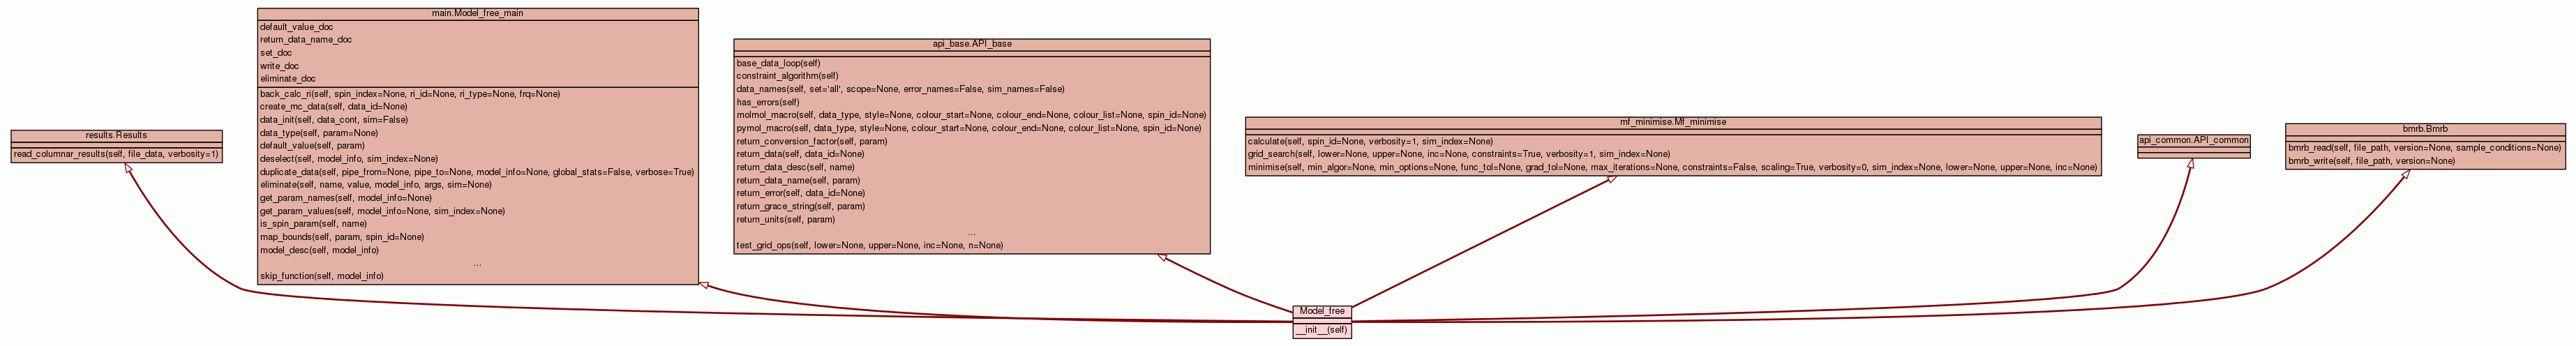 results.Results
read_columnar_results(self, file_data, verbosity=1)
main.Model_free_main
default_value_doc
return_data_name_doc
set_doc
write_doc
eliminate_doc
back_calc_ri(self, spin_index=None, ri_id=None, ri_type=None, frq=None)
create_mc_data(self, data_id=None)
data_init(self, data_cont, sim=False)
data_type(self, param=None)
default_value(self, param)
deselect(self, model_info, sim_index=None)
duplicate_data(self, pipe_from=None, pipe_to=None, model_info=None, global_stats=False, verbose=True)
eliminate(self, name, value, model_info, args, sim=None)
get_param_names(self, model_info=None)
get_param_values(self, model_info=None, sim_index=None)
is_spin_param(self, name)
map_bounds(self, param, spin_id=None)
model_desc(self, model_info)
...
skip_function(self, model_info)
api_base.API_base
base_data_loop(self)
constraint_algorithm(self)
data_names(self, set='all', scope=None, error_names=False, sim_names=False)
has_errors(self)
molmol_macro(self, data_type, style=None, colour_start=None, colour_end=None, colour_list=None, spin_id=None)
pymol_macro(self, data_type, style=None, colour_start=None, colour_end=None, colour_list=None, spin_id=None)
return_conversion_factor(self, param)
return_data(self, data_id=None)
return_data_desc(self, name)
return_data_name(self, param)
return_error(self, data_id=None)
return_grace_string(self, param)
return_units(self, param)
...
test_grid_ops(self, lower=None, upper=None, inc=None, n=None)
mf_minimise.Mf_minimise
calculate(self, spin_id=None, verbosity=1, sim_index=None)
grid_search(self, lower=None, upper=None, inc=None, constraints=True, verbosity=1, sim_index=None)
minimise(self, min_algor=None, min_options=None, func_tol=None, grad_tol=None, max_iterations=None, constraints=False, scaling=True, verbosity=0, sim_index=None, lower=None, upper=None, inc=None)
api_common.API_common
bmrb.Bmrb
bmrb_read(self, file_path, version=None, sample_conditions=None)
bmrb_write(self, file_path, version=None)
Model_free
__init__(self)